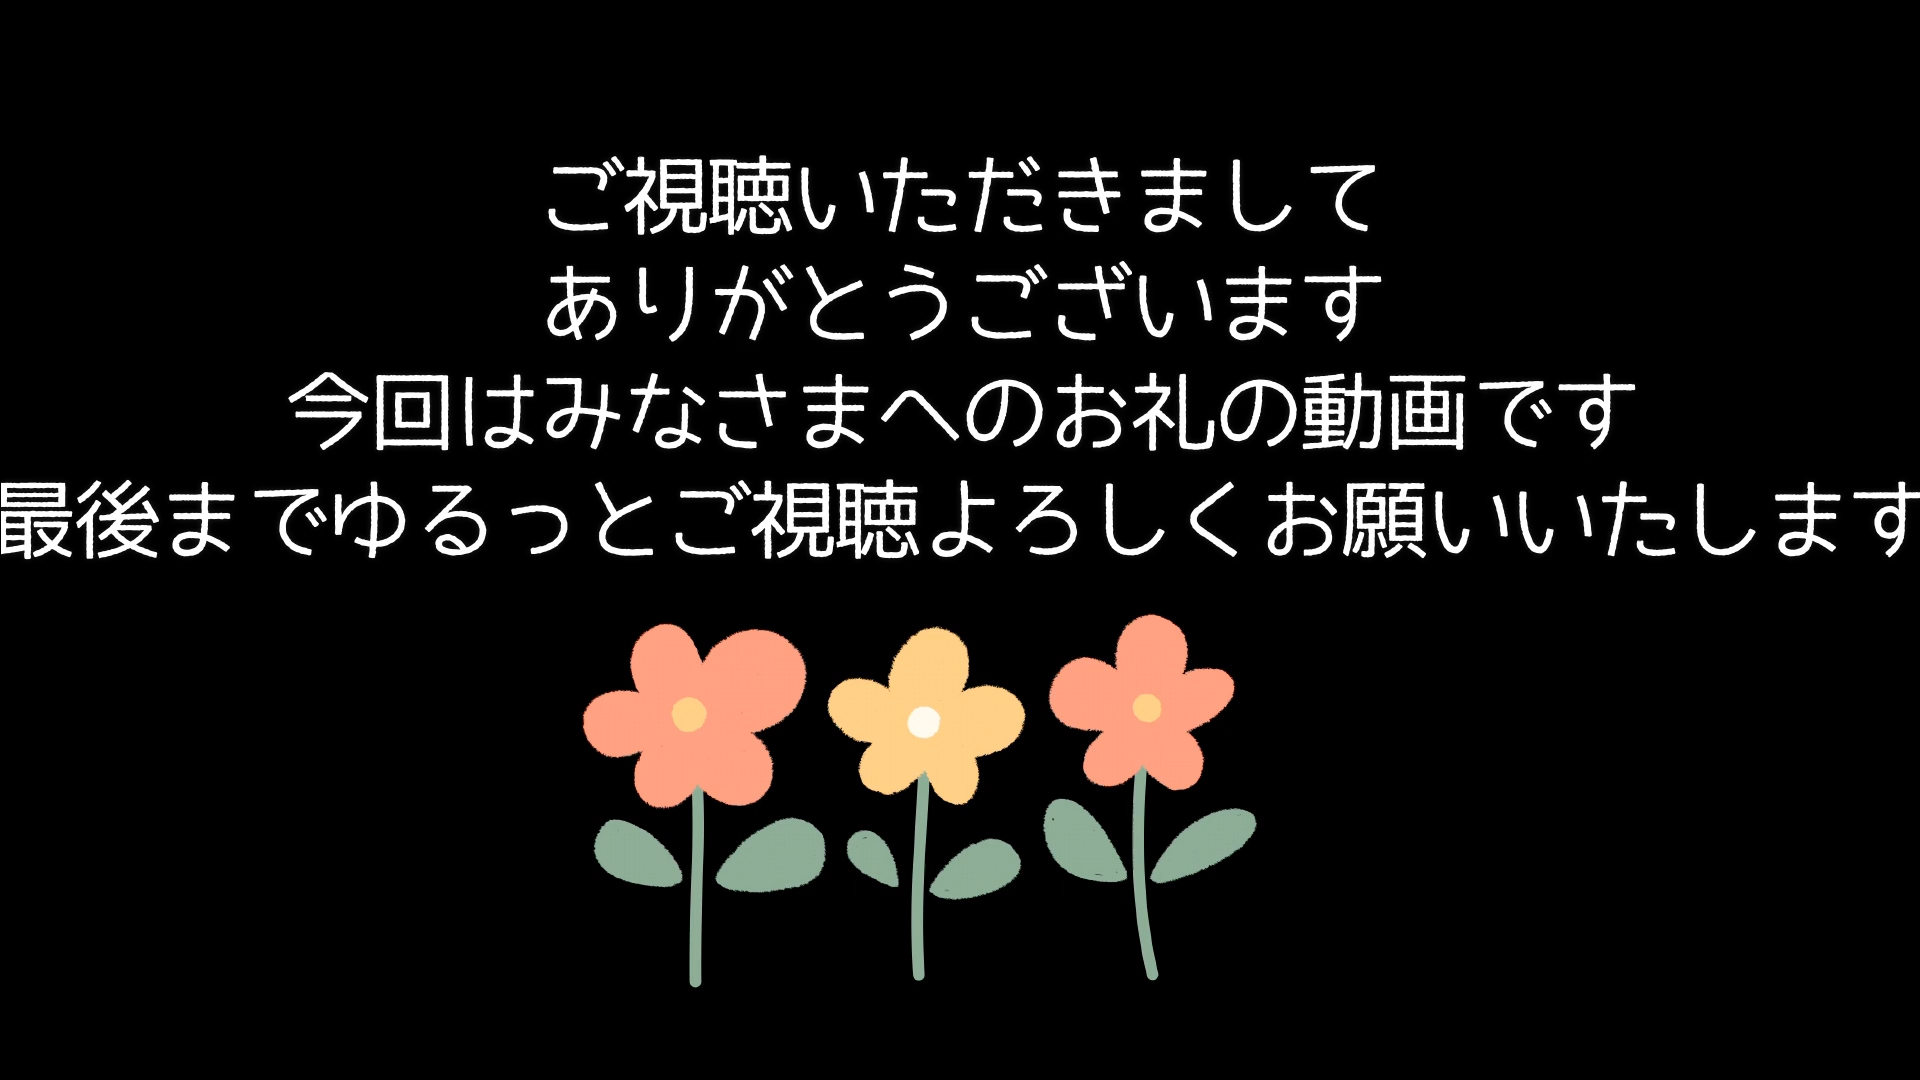 ご視聴いただきまして
ありがとうございます
今回はみなさまへのお礼の動画です
最後までゆるっとご視聴よろしくお願いいたします